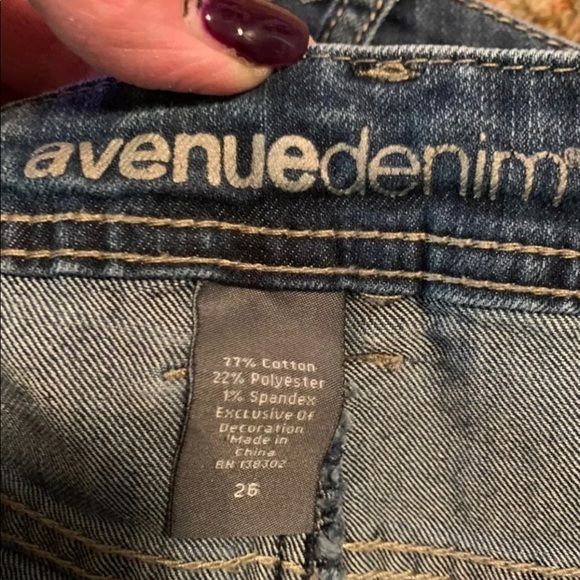 avenuedenim®
77% Cotton
22% Polyester
1% Spandex
Exclusive Of
Decoration
Made in
China
RN 138302
26